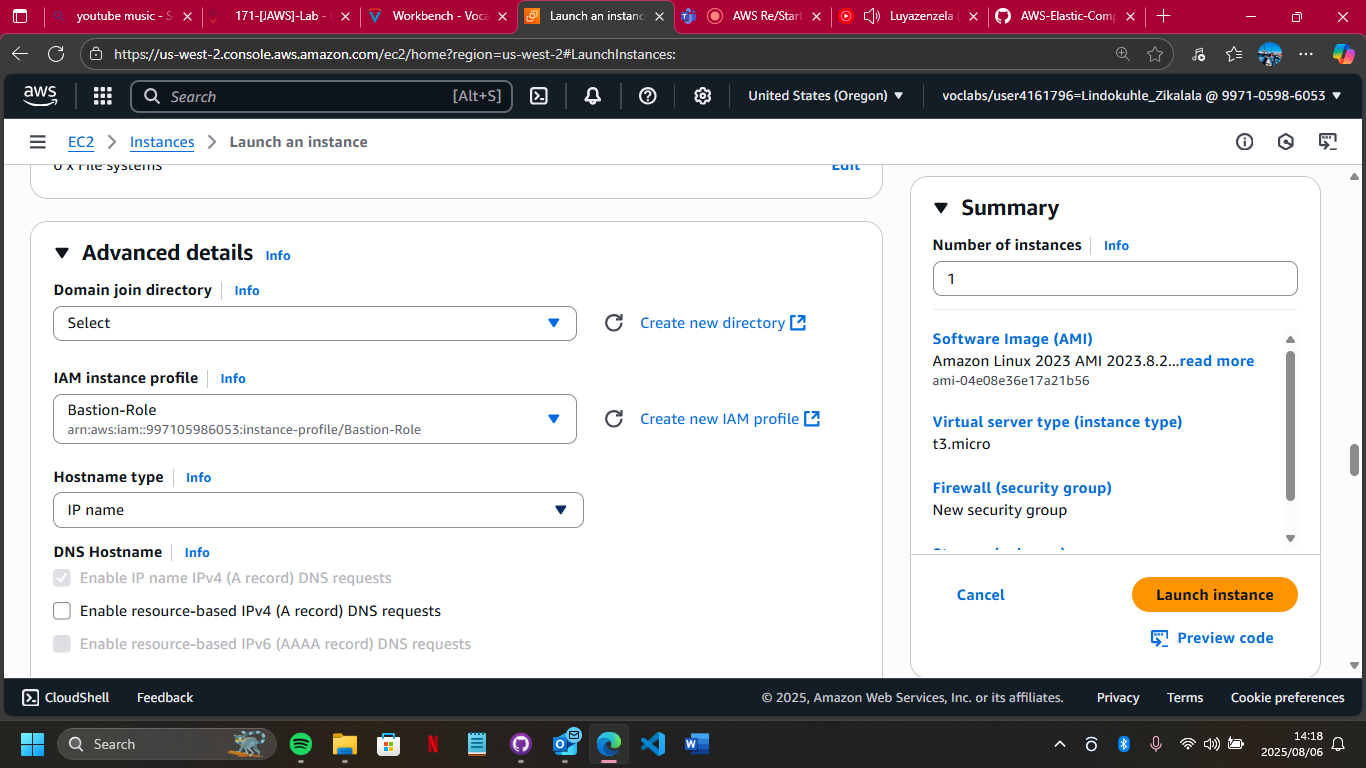 youtube music - S
171-[JAWS]-Lab - 
Workbench - Voca
Launch an instanc
AWS Re/Start
Luyazenzela (
AWS-Elastic-Comp
https://us-west-2.console.aws.amazon.com/ec2/home?region=us-west-2#LaunchInstances:
aws
Search [Alt+S]
United States (Oregon)
voclabs/user4161796=Lindokuhle_Zikalala @ 9971-0598-6053
EC2 > Instances > Launch an instance
0 x File systems
Edit
Advanced details Info
Domain join directory Info
Select
Create new directory
IAM instance profile Info
Bastion-Role
arn:aws:iam::997105986053:instance-profile/Bastion-Role
Create new IAM profile
Hostname type Info
IP name
DNS Hostname Info
Enable IP name IPv4 (A record) DNS requests
Enable resource-based IPv4 (A record) DNS requests
Enable resource-based IPv6 (AAAA record) DNS requests
Summary
Number of instances Info
1
Software Image (AMI)
Amazon Linux 2023 AMI 2023.8.2...read more
ami-04e08e36e17a21b56
Virtual server type (instance type)
t3.micro
Firewall (security group)
New security group
Cancel
Launch instance
Preview code
CloudShell
Feedback
© 2025, Amazon Web Services, Inc. or its affiliates.
Privacy
Terms
Cookie preferences
Search
14:18
2025/08/06